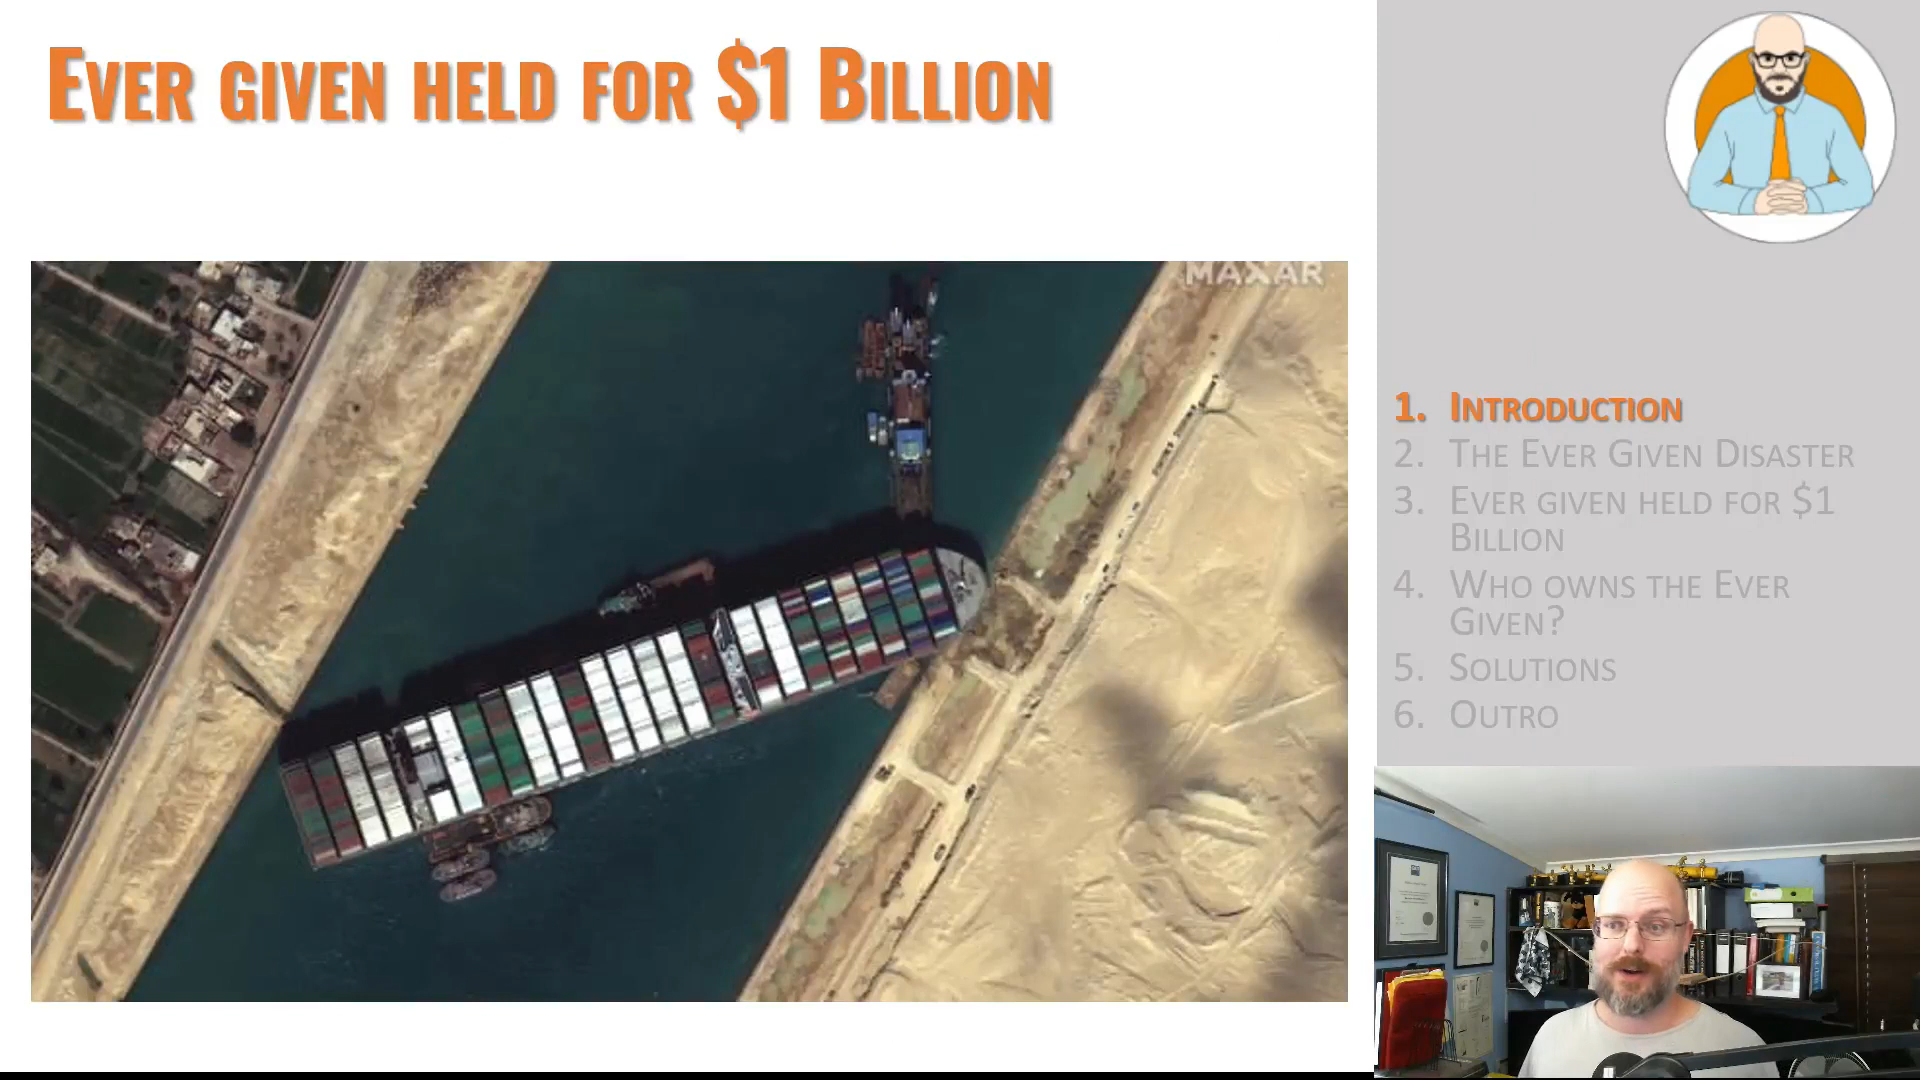 EVER GIVEN HELD FOR $1 BILLION
MAXAR
1. INTRODUCTION
2. THE EVER GIVEN DISASTER
3. EVER GIVEN HELD FOR $1
BILLION
4. WHO OWNS THE EVER
GIVEN?
5. SOLUTIONS
6. OUTRO